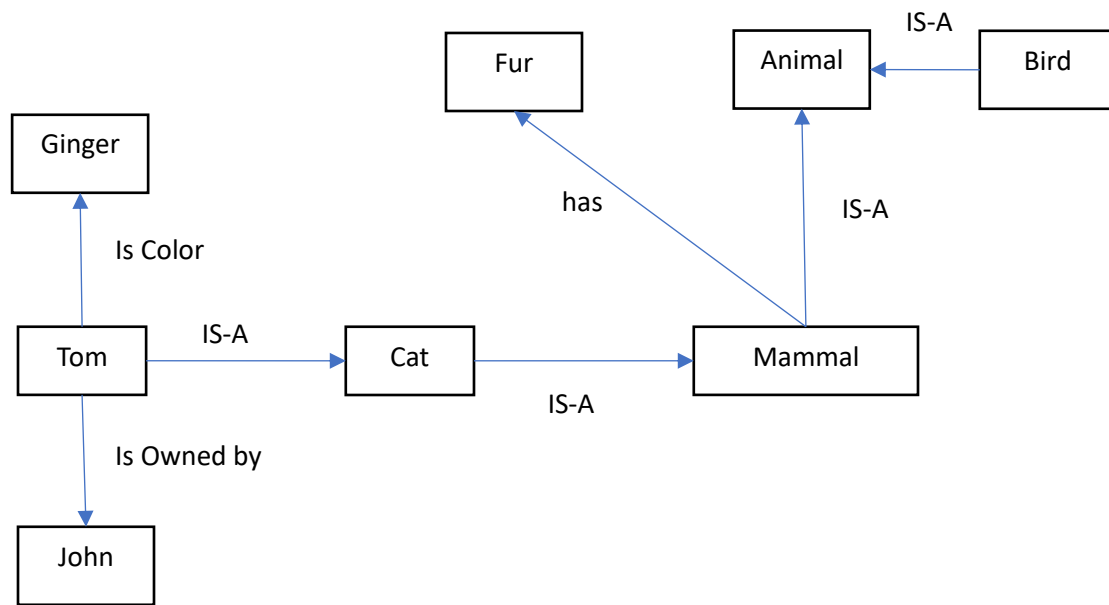 IS-A
Fur
Animal
Bird
Ginger
has
IS-A
Is Color
IS-A
Tom
Cat
Mammal
IS-A
Is Owned by
John